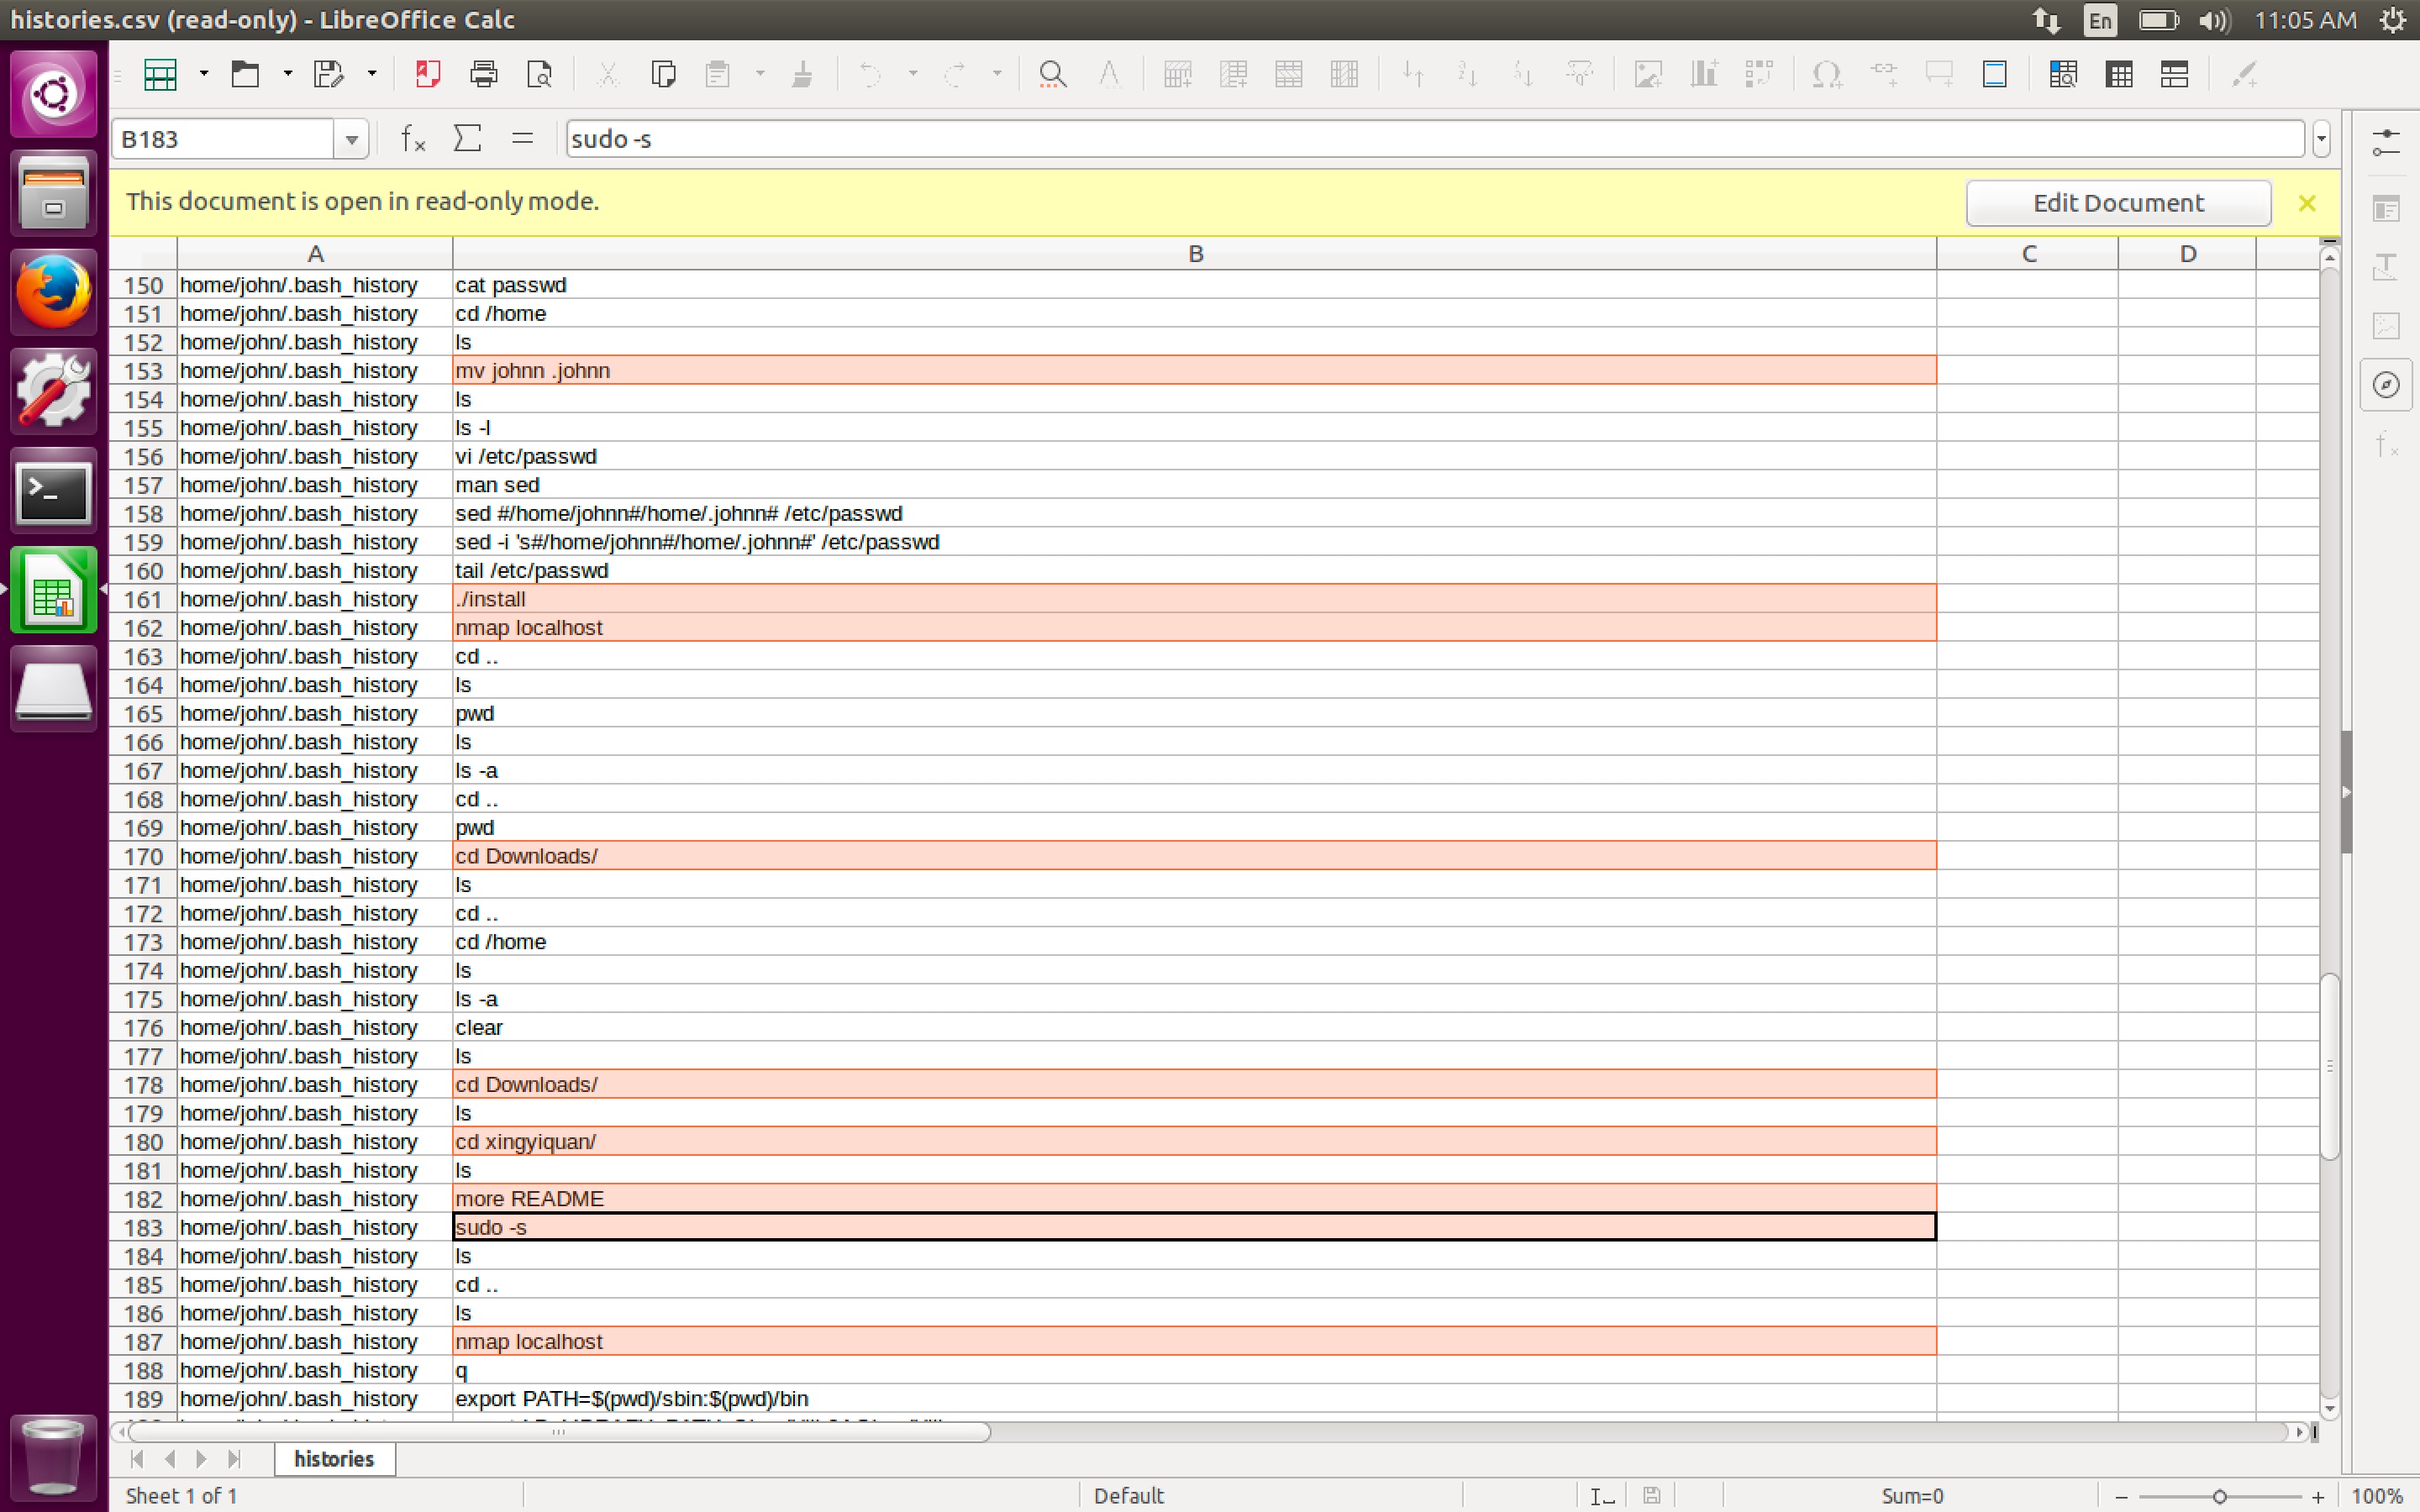 histories.csv (read-only) - LibreOffice Calc
En
11:05 AM
B183
sudo -s
This document is open in read-only mode.
Edit Document
A B C D
150 home/john/.bash_history cat passwd
151 home/john/.bash_history cd /home
152 home/john/.bash_history ls
153 home/john/.bash_history mv johnn .johnn
154 home/john/.bash_history ls
155 home/john/.bash_history ls -l
156 home/john/.bash_history vi /etc/passwd
157 home/john/.bash_history man sed
158 home/john/.bash_history sed #/home/johnn#/home/.johnn# /etc/passwd
159 home/john/.bash_history sed -i 's#/home/johnn#/home/.johnn#' /etc/passwd
160 home/john/.bash_history tail /etc/passwd
161 home/john/.bash_history ./install
162 home/john/.bash_history nmap localhost
163 home/john/.bash_history cd ..
164 home/john/.bash_history ls
165 home/john/.bash_history pwd
166 home/john/.bash_history ls
167 home/john/.bash_history ls -a
168 home/john/.bash_history cd ..
169 home/john/.bash_history pwd
170 home/john/.bash_history cd Downloads/
171 home/john/.bash_history ls
172 home/john/.bash_history cd ..
173 home/john/.bash_history cd /home
174 home/john/.bash_history ls
175 home/john/.bash_history ls -a
176 home/john/.bash_history clear
177 home/john/.bash_history ls
178 home/john/.bash_history cd Downloads/
179 home/john/.bash_history ls
180 home/john/.bash_history cd xingyiquan/
181 home/john/.bash_history ls
182 home/john/.bash_history more README
183 home/john/.bash_history sudo -s
184 home/john/.bash_history ls
185 home/john/.bash_history cd ..
186 home/john/.bash_history ls
187 home/john/.bash_history nmap localhost
188 home/john/.bash_history q
189 home/john/.bash_history export PATH=$(pwd)/sbin:$(pwd)/bin
histories
Sheet 1 of 1
Default
Sum=0
100%